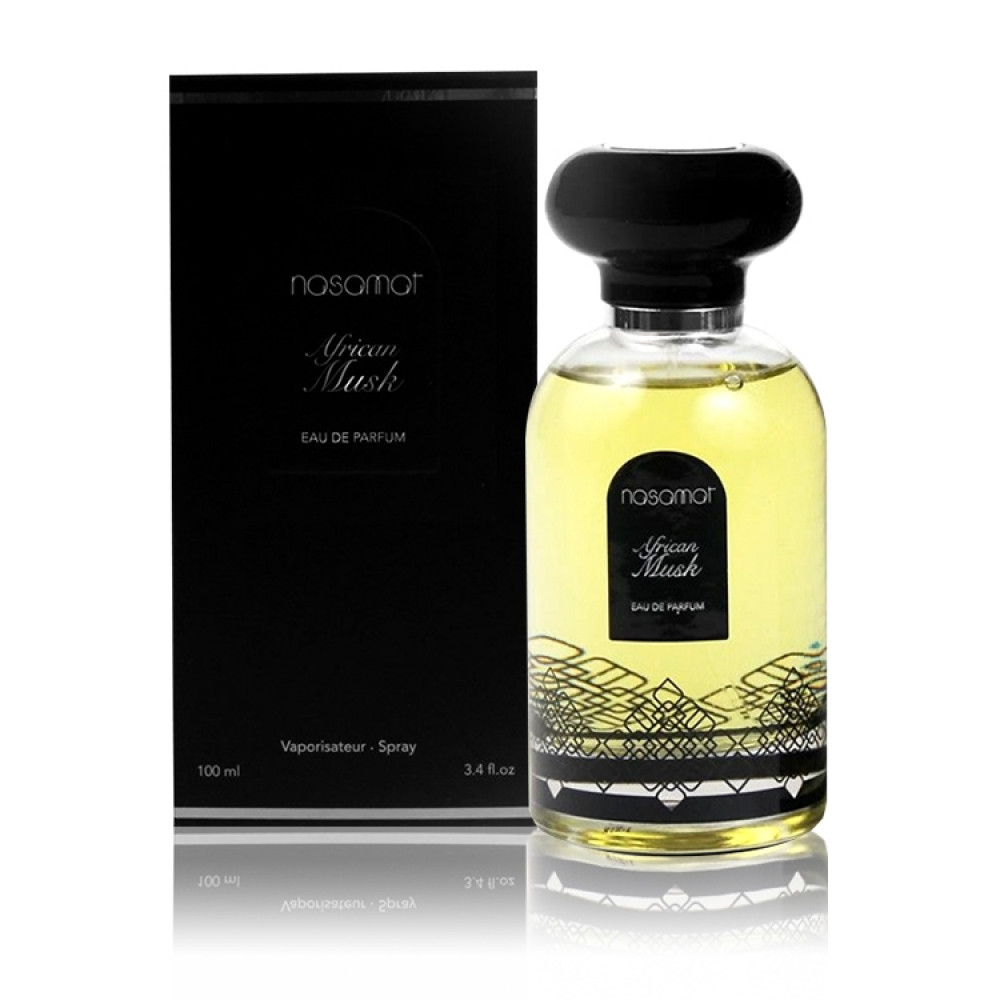 nasamat
African
Musk
EAU DE PARFUM
Vaporisateur · Spray
100 ml
3.4 fl.oz
nasamat
African
Musk
EAU DE PARFUM